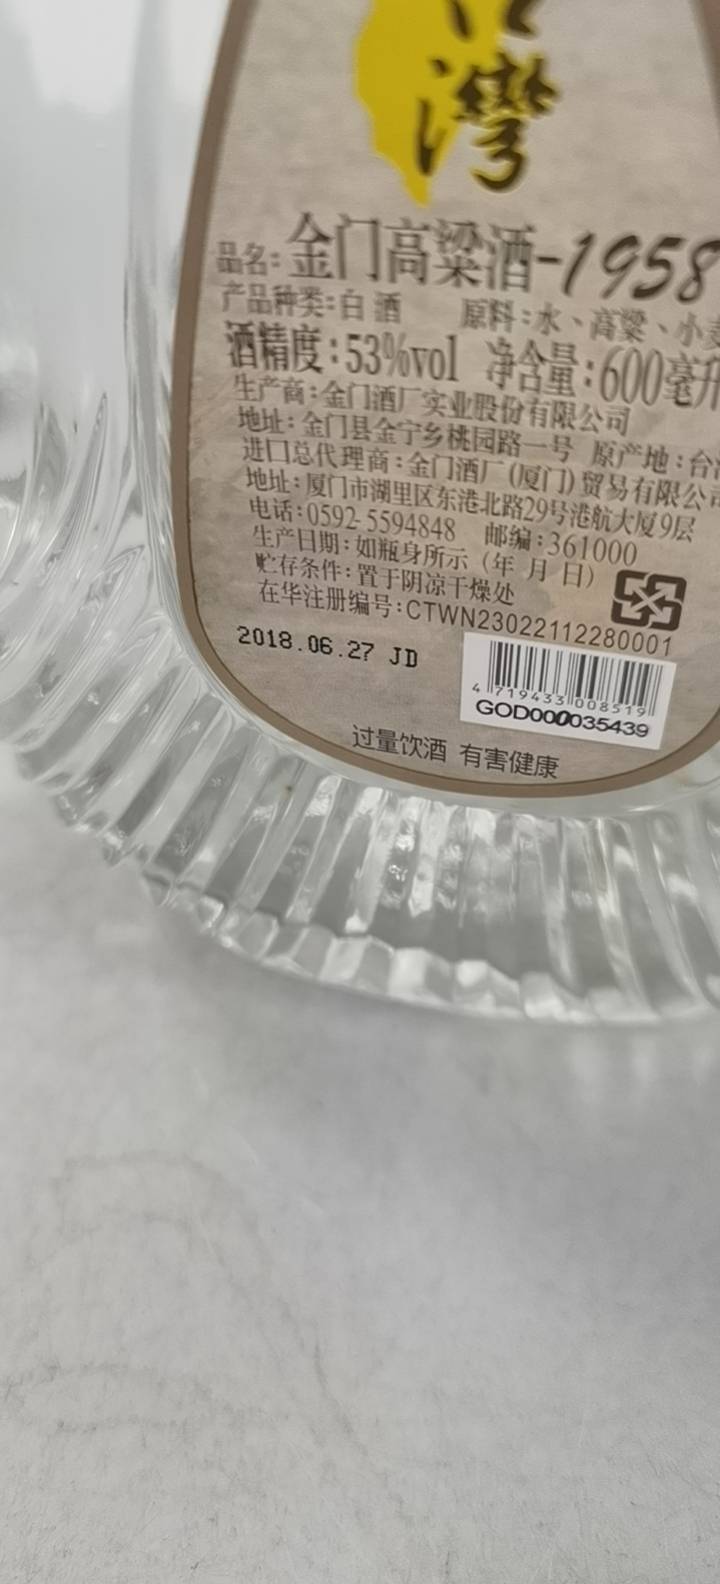 灣
品名:金门高粱酒-1958
产品种类:白 酒 原料:水、高粱、小麦
酒精度:53%vol 净含量:600毫升
生产商:金门酒厂实业股份有限公司
地址:金门县金宁乡桃园路一号 原产地:台
进口总代理商:金门酒厂(厦门)贸易有限公司
地址:厦门市湖里区东港北路29号港航大厦9层
电话:0592-5594848 邮编:361000
生产日期:如瓶身所示(年 月 日)
贮存条件:置于阴凉干燥处
在华注册编号:CTWN23022112280001
2018.06.27 JD
4 719433 008519
GOD000035439
过量饮酒 有害健康